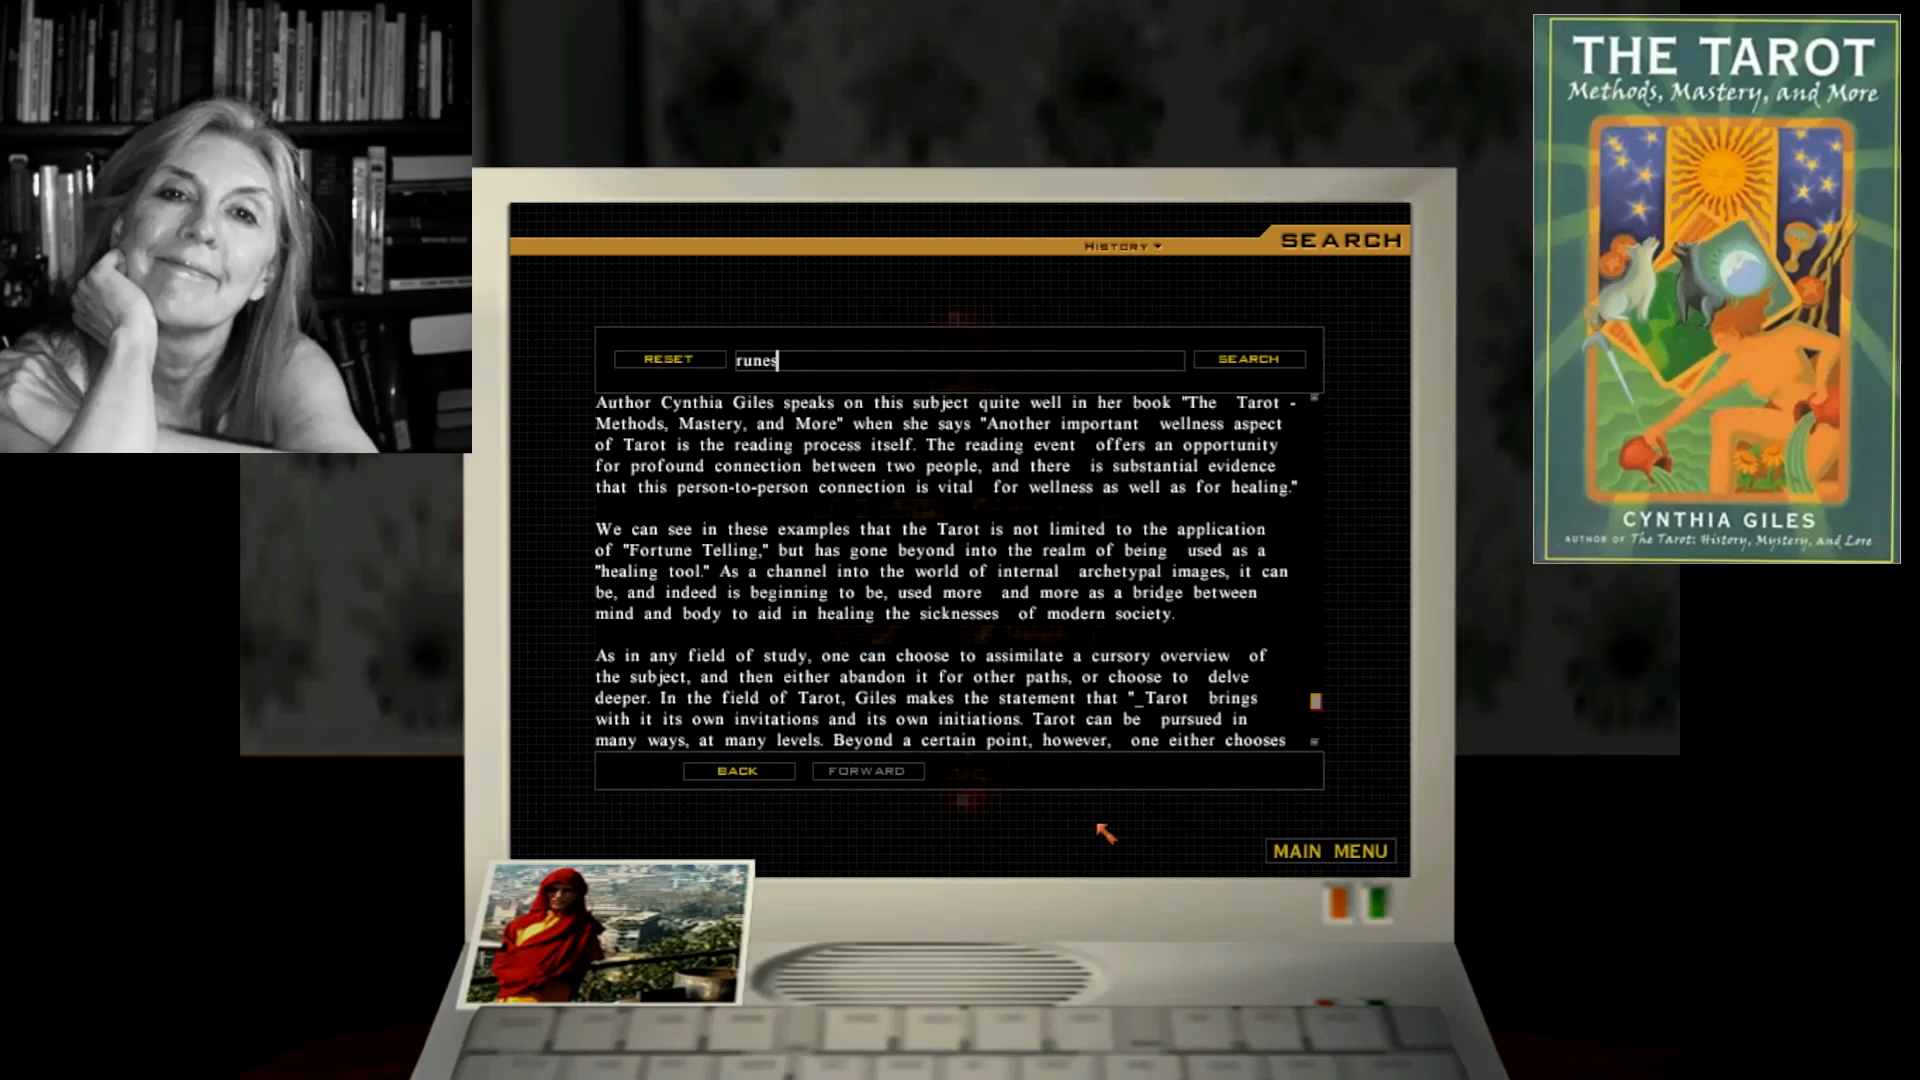 THE TAROT
Methods, Mastery, and More
CYNTHIA GILES
AUTHOR OF The Tarot: History, Mystery, and Lore
HISTORY
SEARCH
RESET
runes
SEARCH
Author Cynthia Giles speaks on this subject quite well in her book "The Tarot -
Methods, Mastery, and More" when she says "Another important wellness aspect
of Tarot is the reading process itself. The reading event offers an opportunity
for profound connection between two people, and there is substantial evidence
that this person-to-person connection is vital for wellness as well as for healing."
We can see in these examples that the Tarot is not limited to the application
of "Fortune Telling," but has gone beyond into the realm of being used as a
"healing tool." As a channel into the world of internal archetypal images, it can
be, and indeed is beginning to be, used more and more as a bridge between
mind and body to aid in healing the sicknesses of modern society.
As in any field of study, one can choose to assimilate a cursory overview of
the subject, and then either abandon it for other paths, or choose to delve
deeper. In the field of Tarot, Giles makes the statement that "_Tarot brings
with it its own invitations and its own initiations. Tarot can be pursued in
many ways, at many levels. Beyond a certain point, however, one either chooses
BACK
FORWARD
MAIN MENU